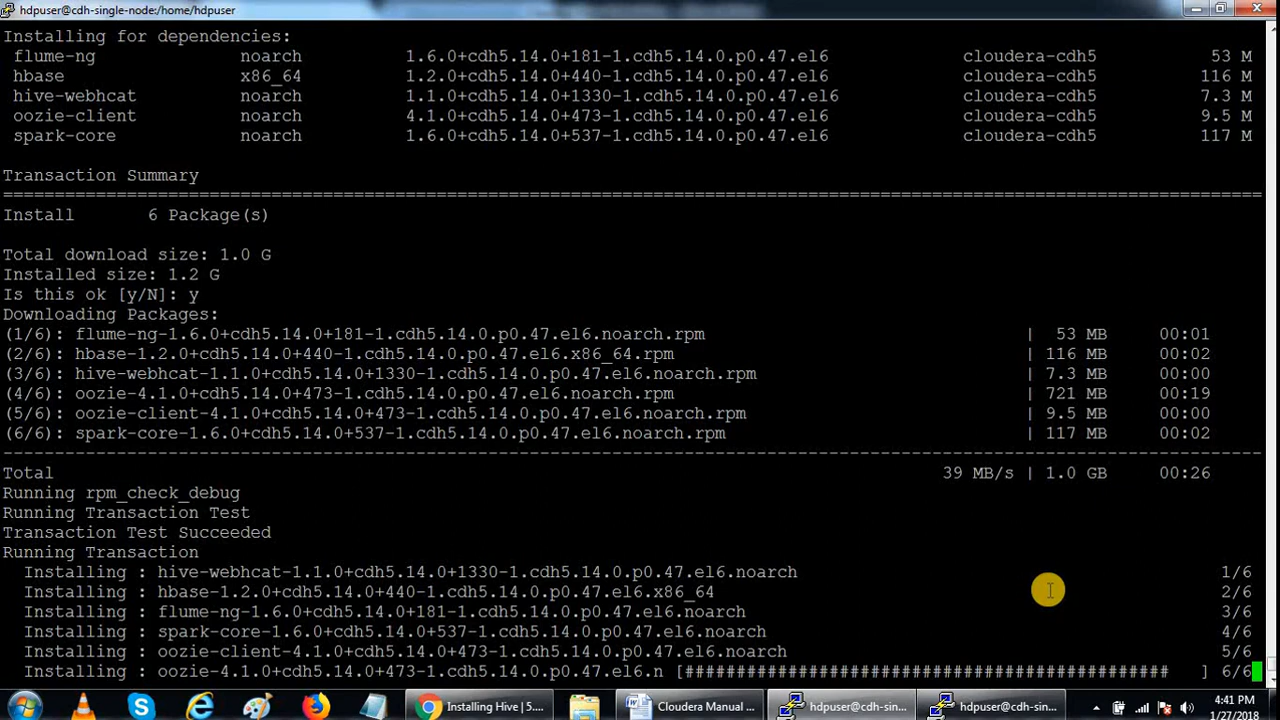 hdpuser@cdh-single-node:/home/hdpuser
Installing for dependencies:
flume-ng noarch 1.6.0+cdh5.14.0+181-1.cdh5.14.0.p0.47.el6 cloudera-cdh5 53 M
hbase x86_64 1.2.0+cdh5.14.0+440-1.cdh5.14.0.p0.47.el6 cloudera-cdh5 116 M
hive-webhcat noarch 1.1.0+cdh5.14.0+1330-1.cdh5.14.0.p0.47.el6 cloudera-cdh5 7.3 M
oozie-client noarch 4.1.0+cdh5.14.0+473-1.cdh5.14.0.p0.47.el6 cloudera-cdh5 9.5 M
spark-core noarch 1.6.0+cdh5.14.0+537-1.cdh5.14.0.p0.47.el6 cloudera-cdh5 117 M
Transaction Summary
================================================================================
Install 6 Package(s)
Total download size: 1.0 G
Installed size: 1.2 G
Is this ok [y/N]: y
Downloading Packages:
(1/6): flume-ng-1.6.0+cdh5.14.0+181-1.cdh5.14.0.p0.47.el6.noarch.rpm | 53 MB 00:01
(2/6): hbase-1.2.0+cdh5.14.0+440-1.cdh5.14.0.p0.47.el6.x86_64.rpm | 116 MB 00:02
(3/6): hive-webhcat-1.1.0+cdh5.14.0+1330-1.cdh5.14.0.p0.47.el6.noarch.rpm | 7.3 MB 00:00
(4/6): oozie-4.1.0+cdh5.14.0+473-1.cdh5.14.0.p0.47.el6.noarch.rpm | 721 MB 00:19
(5/6): oozie-client-4.1.0+cdh5.14.0+473-1.cdh5.14.0.p0.47.el6.noarch.rpm | 9.5 MB 00:00
(6/6): spark-core-1.6.0+cdh5.14.0+537-1.cdh5.14.0.p0.47.el6.noarch.rpm | 117 MB 00:02
--------------------------------------------------------------------------------
Total 39 MB/s | 1.0 GB 00:26
Running rpm_check_debug
Running Transaction Test
Transaction Test Succeeded
Running Transaction
Installing : hive-webhcat-1.1.0+cdh5.14.0+1330-1.cdh5.14.0.p0.47.el6.noarch 1/6
Installing : hbase-1.2.0+cdh5.14.0+440-1.cdh5.14.0.p0.47.el6.x86_64 2/6
Installing : flume-ng-1.6.0+cdh5.14.0+181-1.cdh5.14.0.p0.47.el6.noarch 3/6
Installing : spark-core-1.6.0+cdh5.14.0+537-1.cdh5.14.0.p0.47.el6.noarch 4/6
Installing : oozie-client-4.1.0+cdh5.14.0+473-1.cdh5.14.0.p0.47.el6.noarch 5/6
Installing : oozie-4.1.0+cdh5.14.0+473-1.cdh5.14.0.p0.47.el6.n [############################################### ] 6/6
Installing Hive | 5.... Cloudera Manual ... hdpuser@cdh-sin... hdpuser@cdh-sin... 4:41 PM
1/27/2018